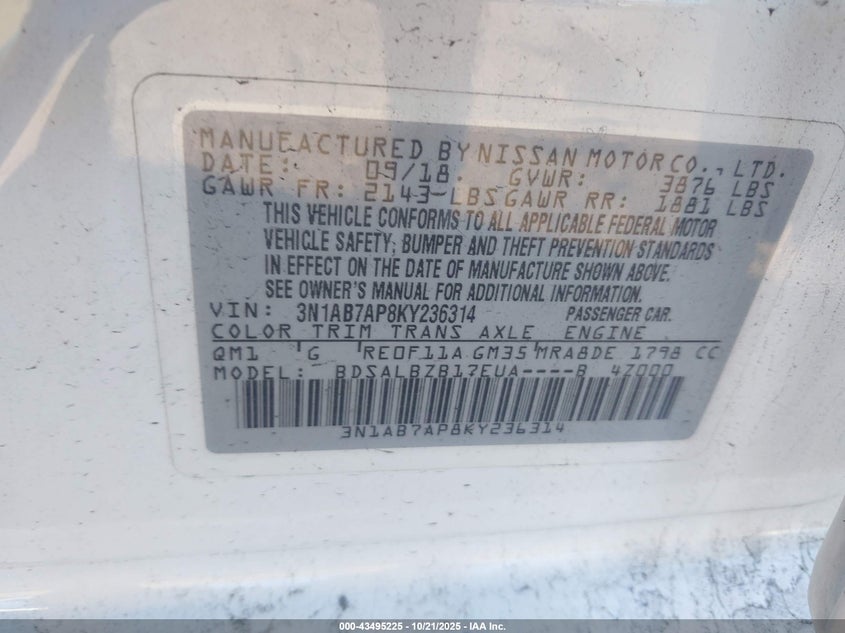 MANUFACTURED BY NISSAN MOTOR CO., LTD.
DATE: 09/18. GVWR: 3876 LBS
GAWR FR: 2143-LBS GAWR RR: 1881 LBS
THIS VEHICLE CONFORMS TO ALL APPLICABLE FEDERAL MOTOR
VEHICLE SAFETY, BUMPER AND THEFT PREVENTION STANDARDS
IN EFFECT ON THE DATE OF MANUFACTURE SHOWN ABOVE.
SEE OWNER'S MANUAL FOR ADDITIONAL INFORMATION.
VIN: 3N1AB7AP8KY236314 PASSENGER CAR.
COLOR TRIM TRANS AXLE ENGINE
QM1 G RE0F11A GM35 MRA8DE 1798 CC
MODEL: BDSALBZB17EUA----B 4Z000
3N1AB7AP8KY236314
000-43495225 - 10/21/2025 - IAA Inc.